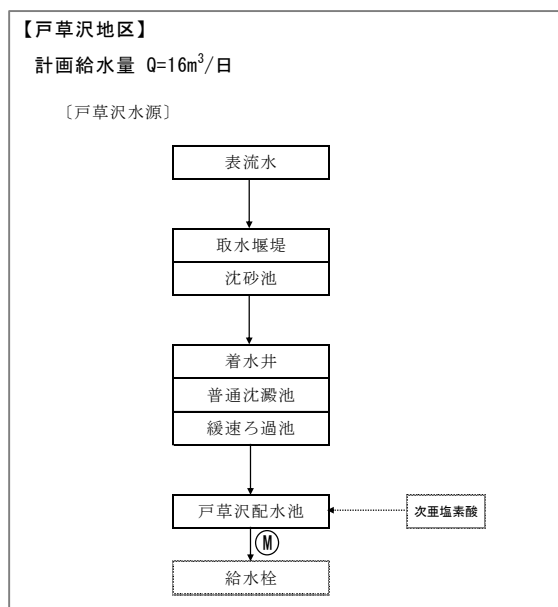 【戸草沢地区】
計画給水量 Q=16m³/日
〔戸草沢水源〕
表流水
取水堰堤
沈砂池
着水井
普通沈澱池
緩速ろ過池
戸草沢配水池
次亜塩素酸
M
給水栓